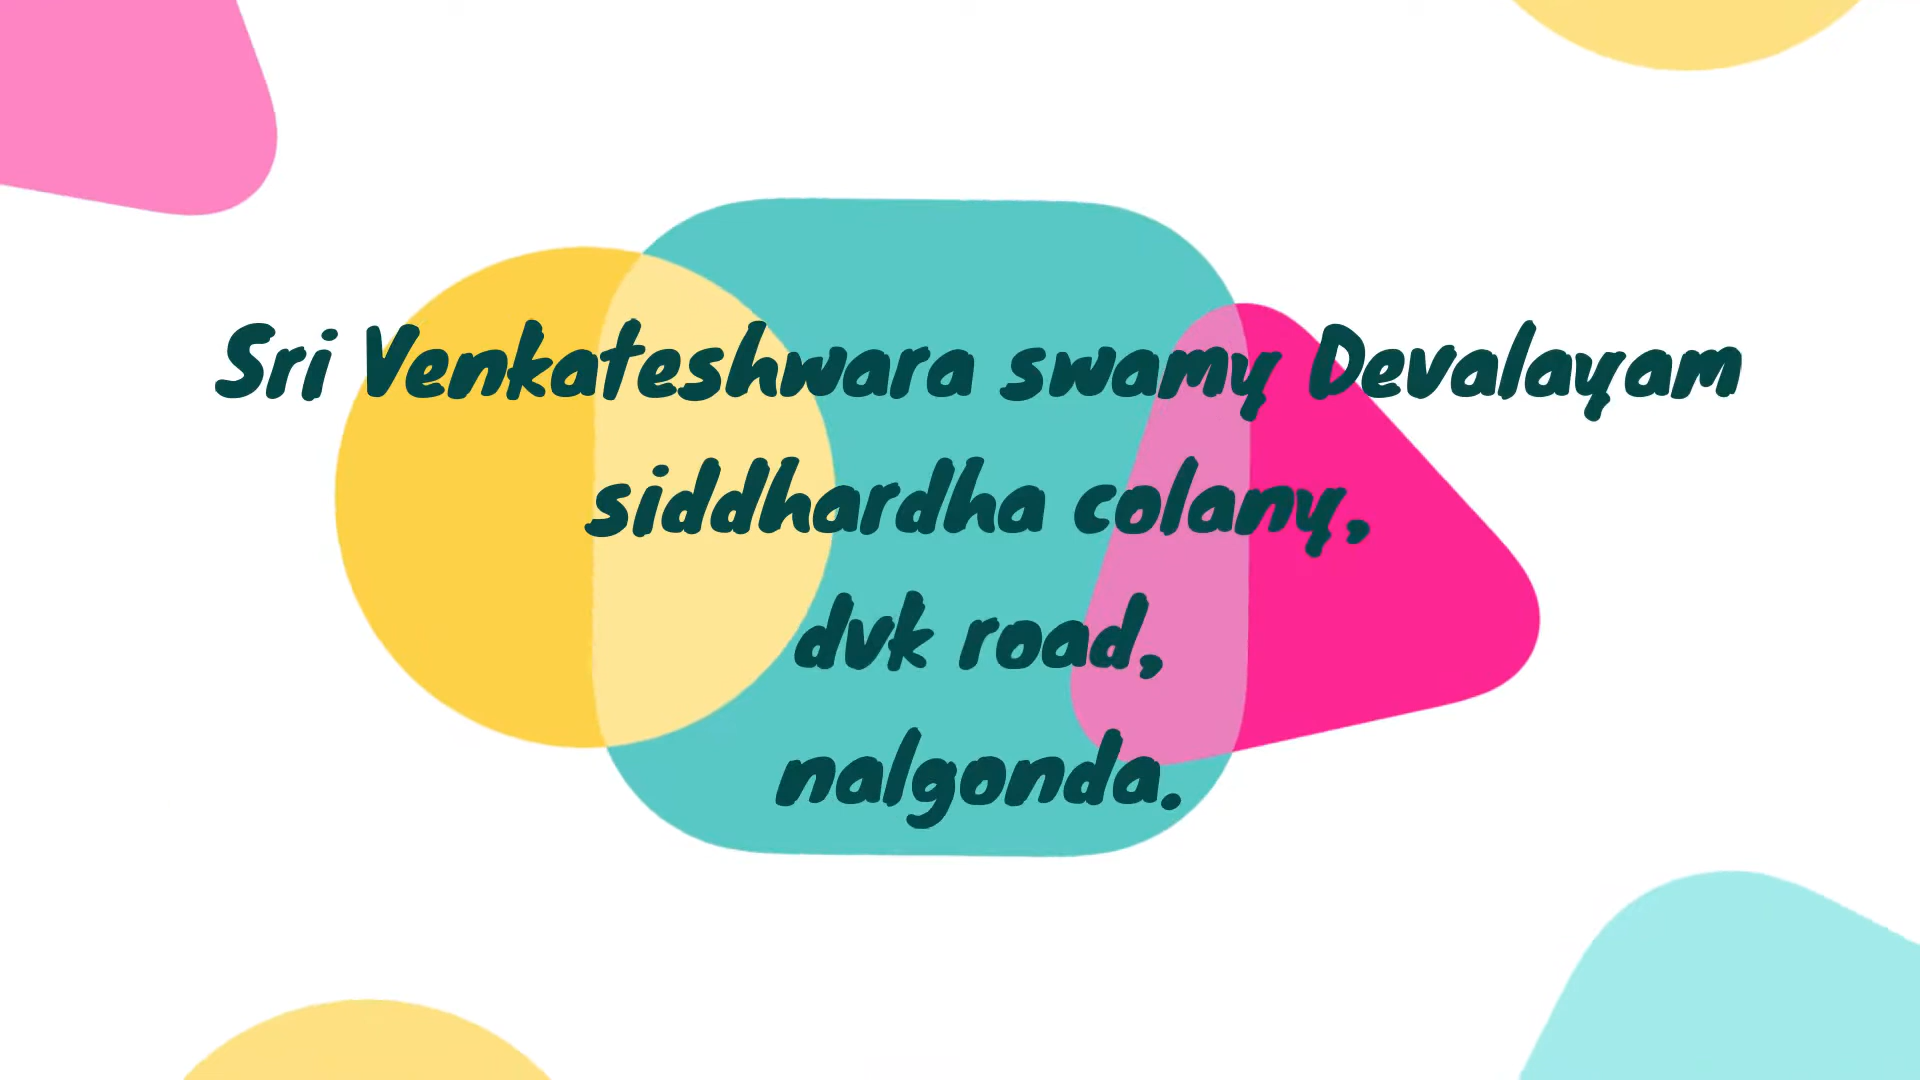 Sri Venkateshwara swamy Devalayam
siddhardha colany,
dvk road,
nalgonda.